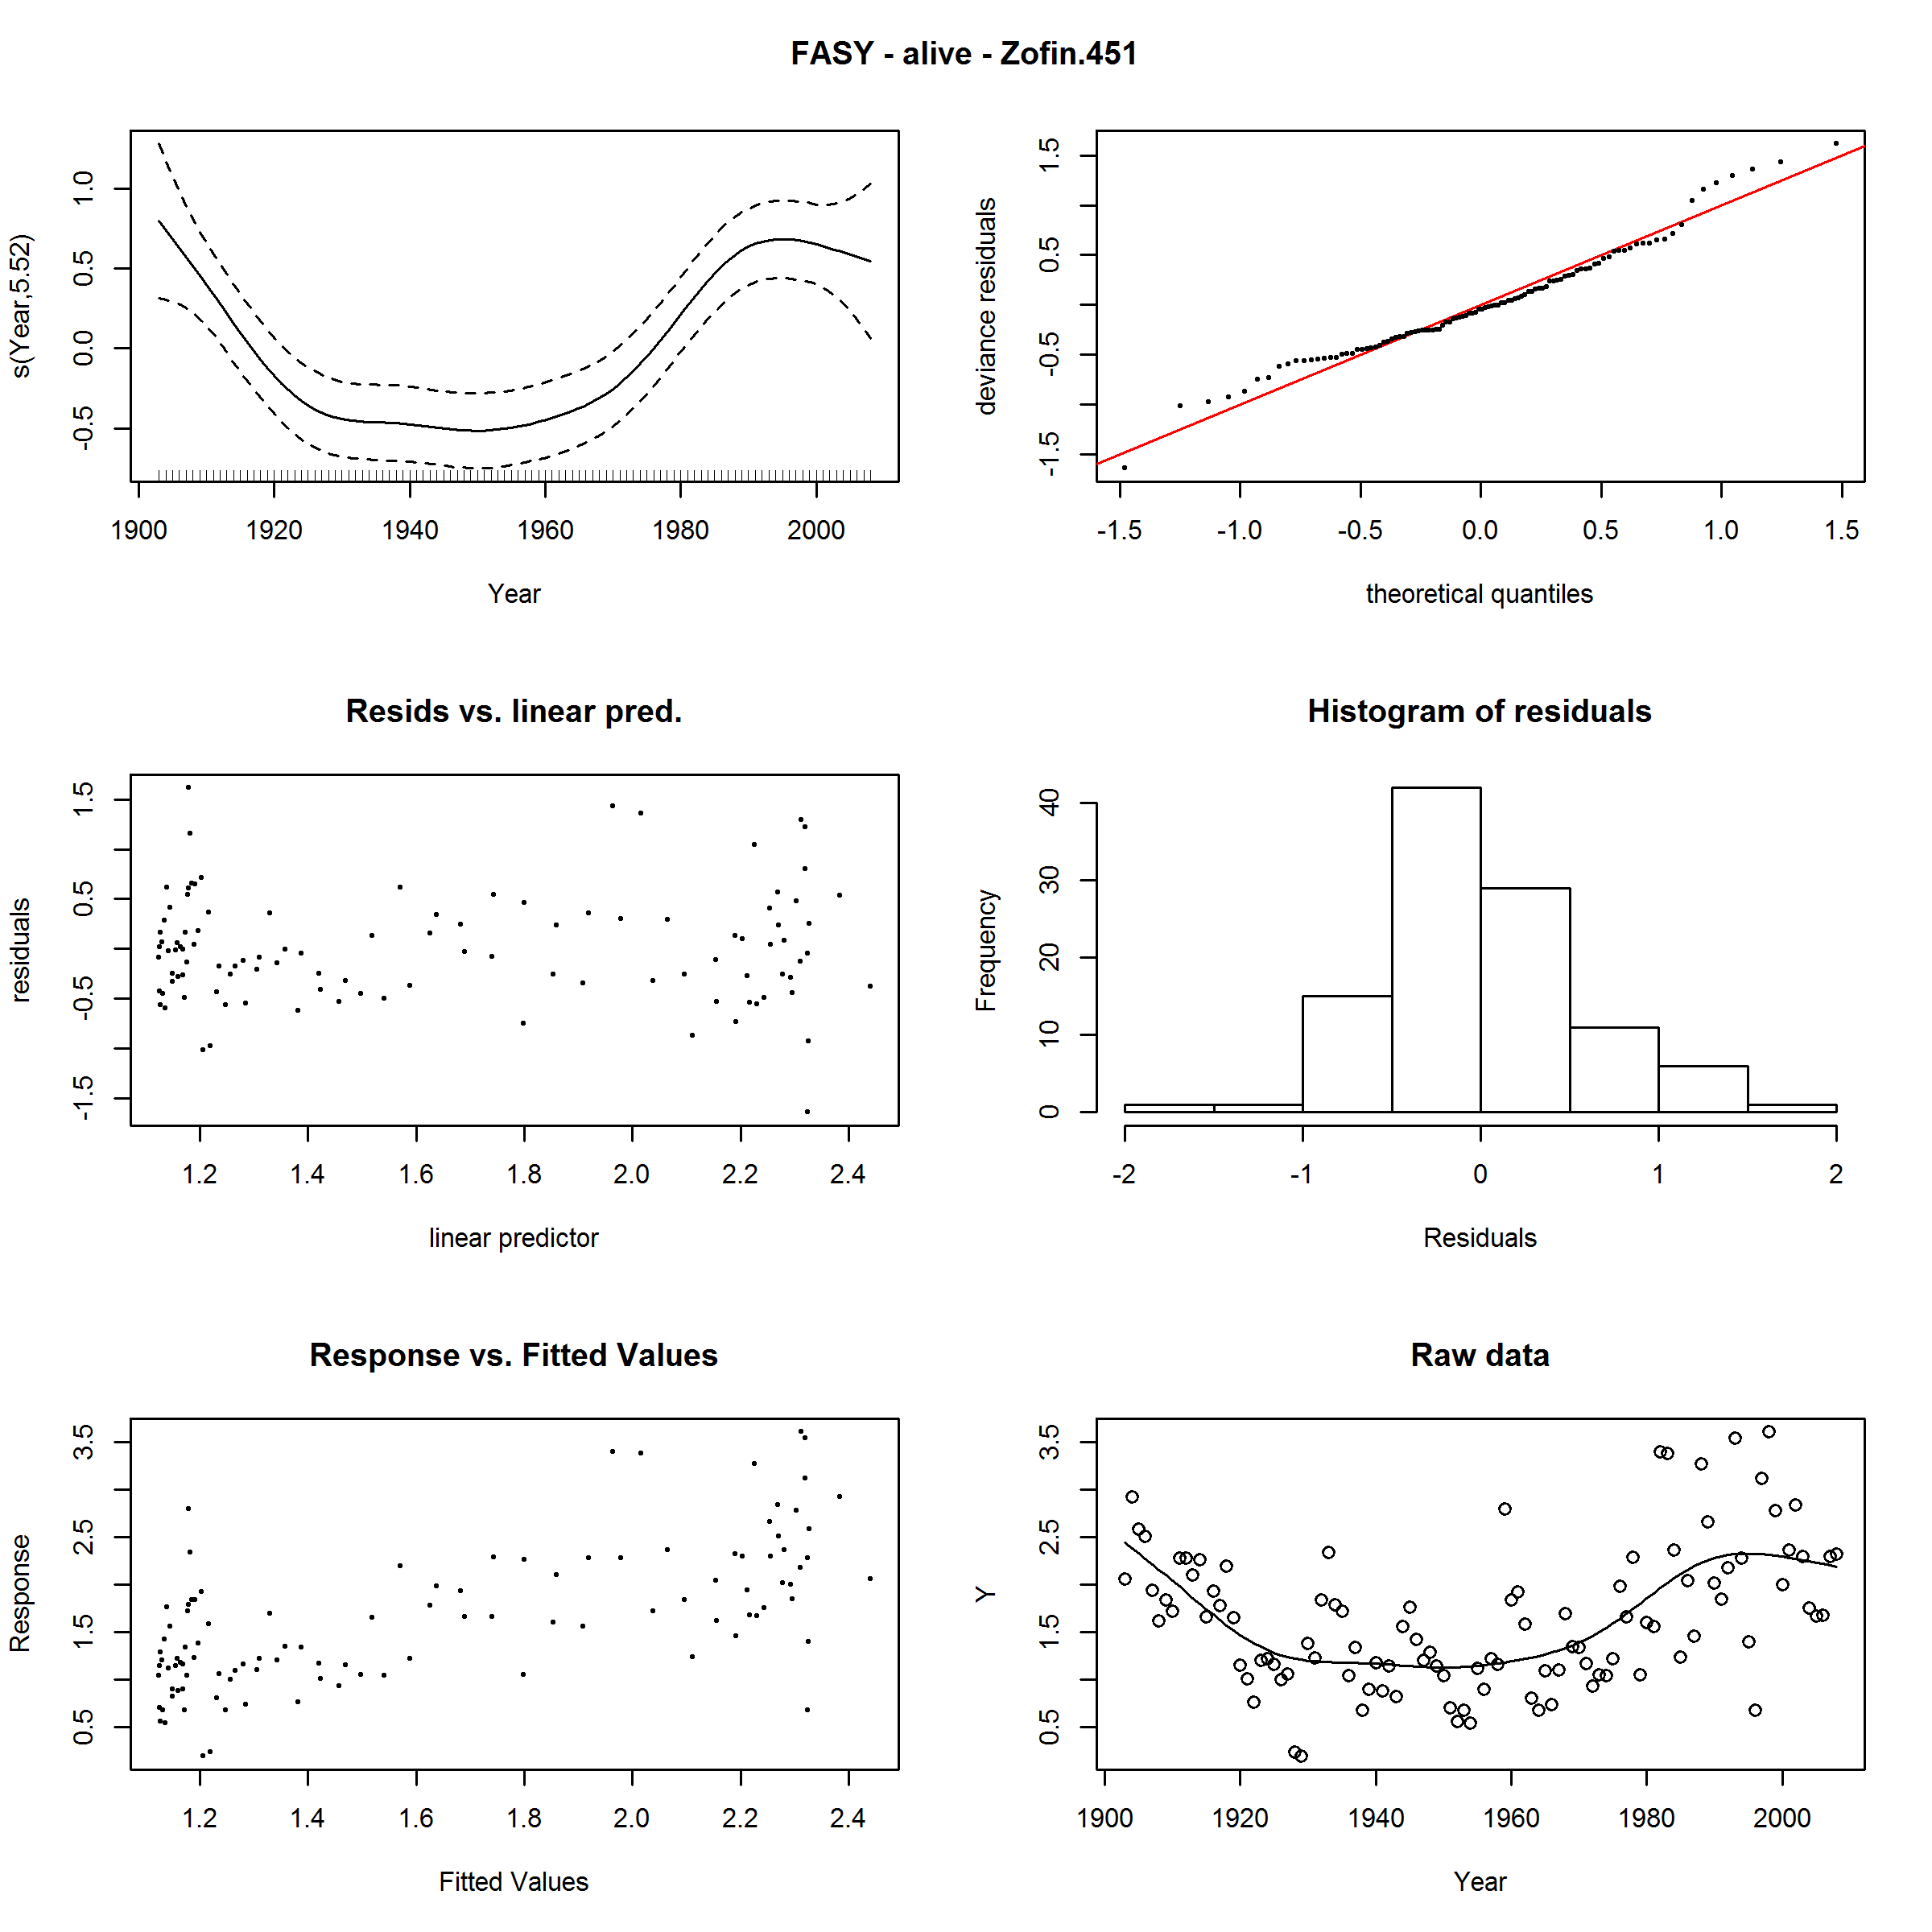 FASY - alive - Zofin.451
s(Year,5.52)
1.0
0.5
0.0
-0.5
1900 1920 1940 1960 1980 2000
Year
deviance residuals
1.5
0.5
-0.5
-1.5
-1.5 -1.0 -0.5 0.0 0.5 1.0 1.5
theoretical quantiles
Resids vs. linear pred.
residuals
1.5
0.5
-0.5
-1.5
1.2 1.4 1.6 1.8 2.0 2.2 2.4
linear predictor
Histogram of residuals
Frequency
40
30
20
10
0
-2 -1 0 1 2
Residuals
Response vs. Fitted Values
Response
3.5
2.5
1.5
0.5
1.2 1.4 1.6 1.8 2.0 2.2 2.4
Fitted Values
Raw data
Y
3.5
2.5
1.5
0.5
1900 1920 1940 1960 1980 2000
Year